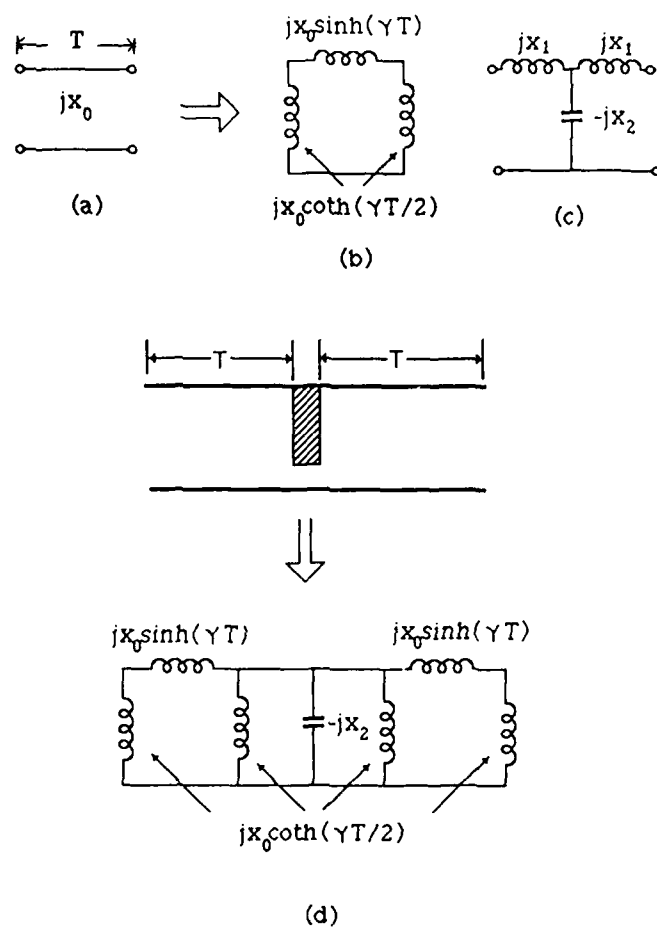 T
jx₀
(a)
jx₀sinh(γT)
jx₀coth(γT/2)
(b)
jx₁ jx₁
-jx₂
(c)
T T
jx₀sinh(γT) jx₀sinh(γT)
-jx₂
jx₀coth(γT/2)
(d)